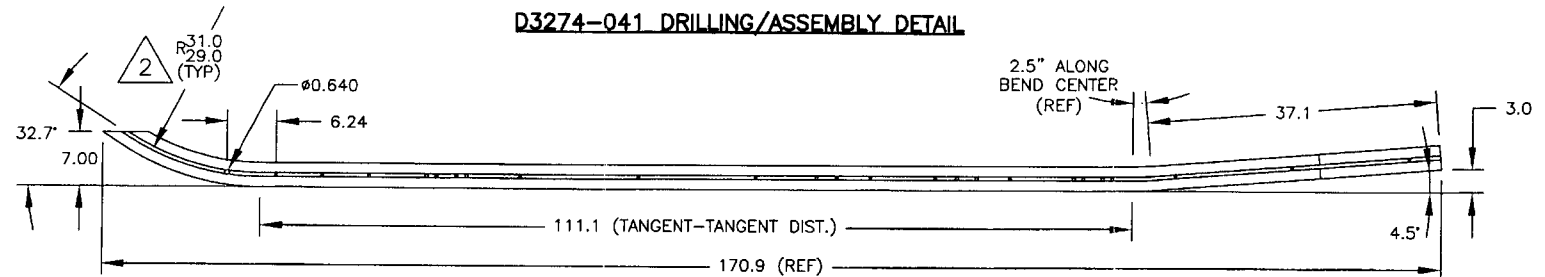 D3274-041 DRILLING/ASSEMBLY DETAIL
2
R31.0
29.0
(TYP)
ø0.640
6.24
2.5" ALONG
BEND CENTER
(REF)
37.1
3.0
32.7°
7.00
111.1 (TANGENT-TANGENT DIST.)
4.5°
170.9 (REF)